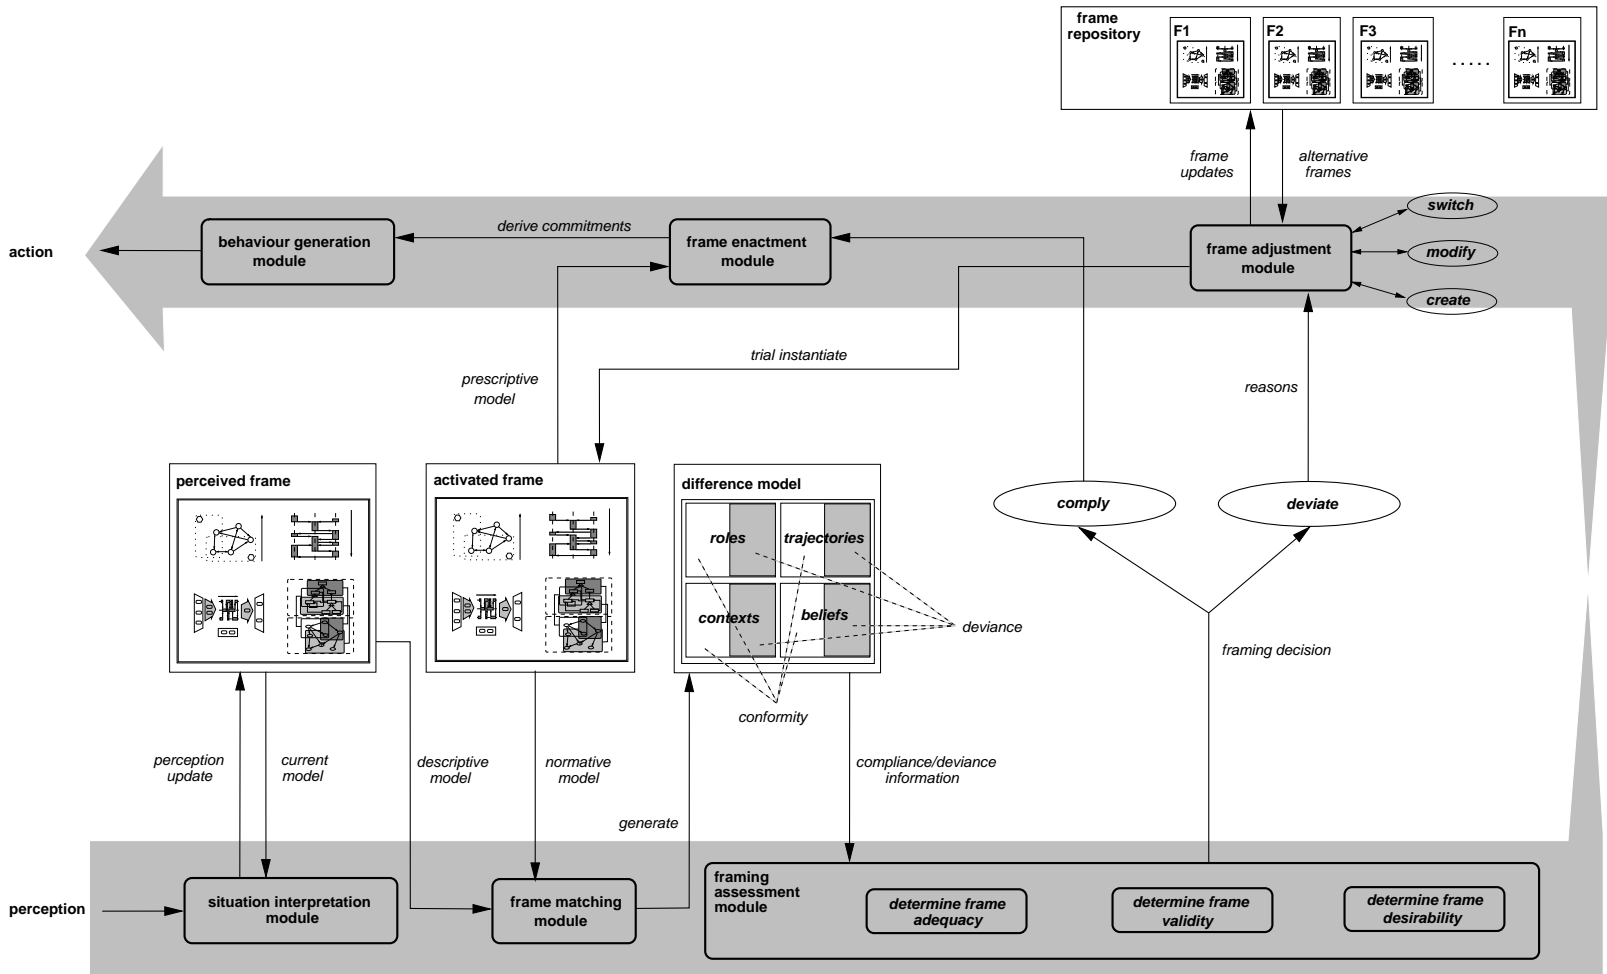 frame
repository
F1
F2
F3
.....
Fn
frame
updates
alternative
frames
switch
modify
create
action
behaviour generation
module
derive commitments
frame enactment
module
frame adjustment
module
trial instantiate
prescriptive
model
reasons
perceived frame
activated frame
difference model
roles
trajectories
contexts
beliefs
comply
deviate
deviance
conformity
framing decision
perception
update
current
model
descriptive
model
normative
model
compliance/deviance
information
generate
perception
situation interpretation
module
frame matching
module
framing
assessment
module
determine frame
adequacy
determine frame
validity
determine frame
desirability